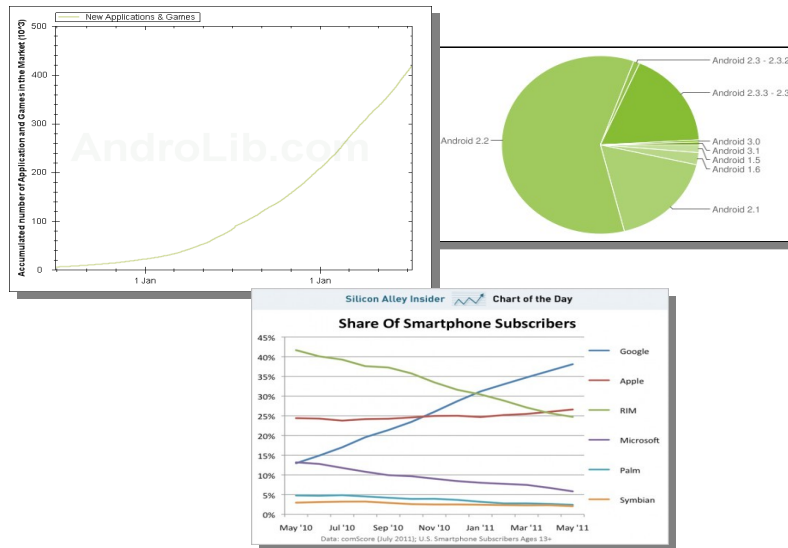 New Applications & Games
Accumulated number of Application and Games in the Market (10^3)
500
400
300
200
100
0
1 Jan
1 Jan
AndroLib.com
Android 2.3 - 2.3.2
Android 2.3.3 - 2.3
Android 2.2
Android 3.0
Android 3.1
Android 1.5
Android 1.6
Android 2.1
Silicon Alley Insider Chart of the Day
Share Of Smartphone Subscribers
45%
40%
35%
30%
25%
20%
15%
10%
5%
0%
Google
Apple
RIM
Microsoft
Palm
Symbian
May '10 Jul '10 Sep '10 Nov '10 Jan '11 Mar '11 May '11
Data: comScore (July 2011); U.S. Smartphone Subscribers Ages 13+